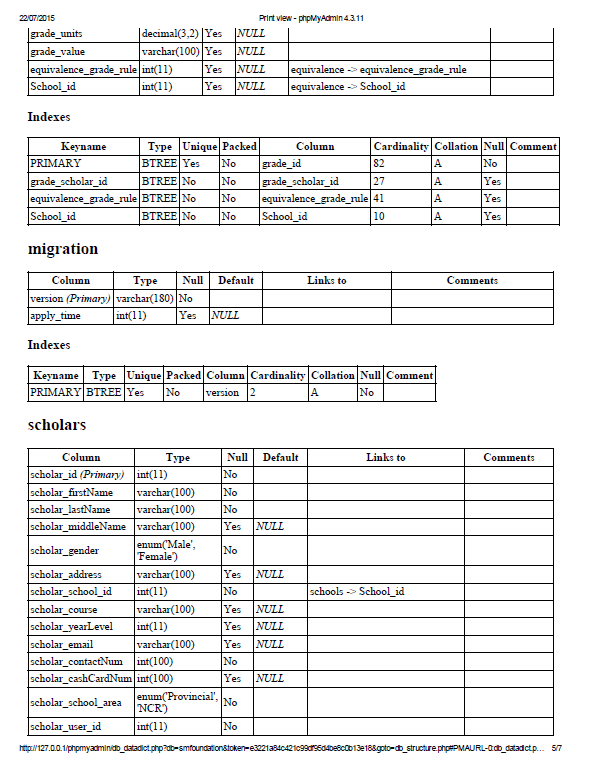 22/07/2015 Print view - phpMyAdmin 4.3.11
grade_units decimal(3,2) Yes NULL
grade_value varchar(100) Yes NULL
equivalence_grade_rule int(11) Yes NULL equivalence -> equivalence_grade_rule
School_id int(11) Yes NULL equivalence -> School_id
Indexes
Keyname Type Unique Packed Column Cardinality Collation Null Comment
PRIMARY BTREE Yes No grade_id 82 A No
grade_scholar_id BTREE No No grade_scholar_id 27 A Yes
equivalence_grade_rule BTREE No No equivalence_grade_rule 41 A Yes
School_id BTREE No No School_id 10 A Yes
migration
Column Type Null Default Links to Comments
version (Primary) varchar(180) No
apply_time int(11) Yes NULL
Indexes
Keyname Type Unique Packed Column Cardinality Collation Null Comment
PRIMARY BTREE Yes No version 2 A No
scholars
Column Type Null Default Links to Comments
scholar_id (Primary) int(11) No
scholar_firstName varchar(100) No
scholar_lastName varchar(100) No
scholar_middleName varchar(100) Yes NULL
scholar_gender enum('Male', 'Female') No
scholar_address varchar(100) Yes NULL
scholar_school_id int(11) No schools -> School_id
scholar_course varchar(100) Yes NULL
scholar_yearLevel int(11) Yes NULL
scholar_email varchar(100) Yes NULL
scholar_contactNum int(100) No
scholar_cashCardNum int(100) Yes NULL
scholar_school_area enum('Provincial', 'NCR') No
scholar_user_id int(11) No
http://127.0.0.1/phpmyadmin/db_datadict.php?db=smfoundation&token=e3221a84c421c99df95d4be8c0b13e18&goto=db_structure.php#PMAURL-0:db_datadict.p... 5/7